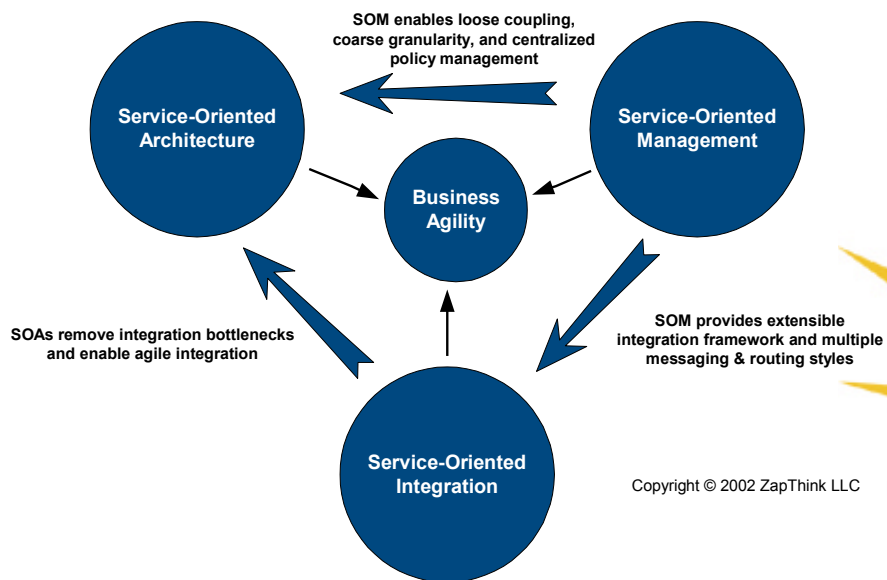 SOM enables loose coupling,
coarse granularity, and centralized
policy management
Service-Oriented
Architecture
Service-Oriented
Management
Business
Agility
SOAs remove integration bottlenecks
and enable agile integration
SOM provides extensible
integration framework and multiple
messaging & routing styles
Service-Oriented
Integration
Copyright © 2002 ZapThink LLC